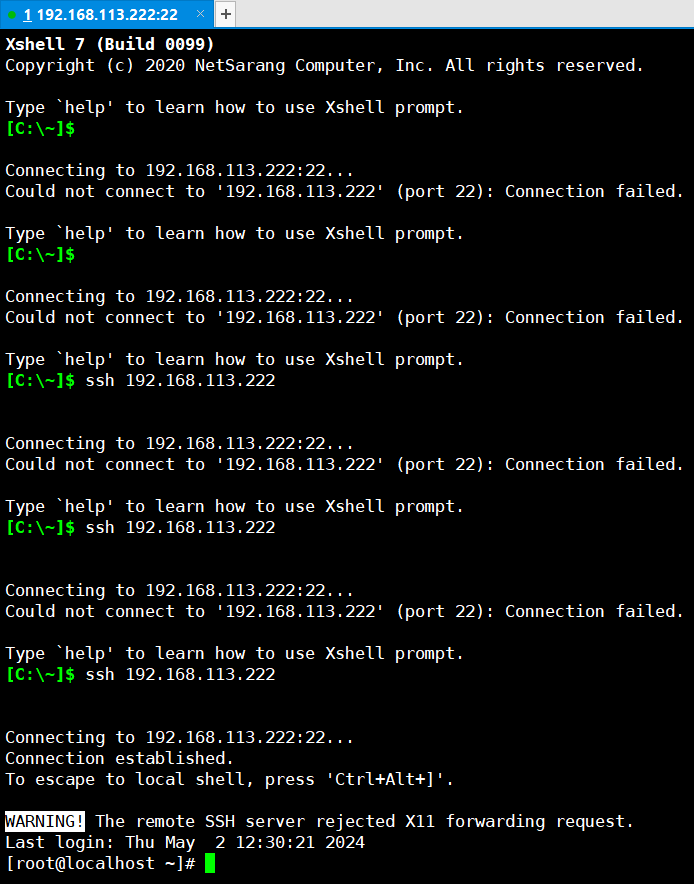 1 192.168.113.222:22 × +
Xshell 7 (Build 0099)
Copyright (c) 2020 NetSarang Computer, Inc. All rights reserved.
Type `help' to learn how to use Xshell prompt.
[C:\~]$
Connecting to 192.168.113.222:22...
Could not connect to '192.168.113.222' (port 22): Connection failed.
Type `help' to learn how to use Xshell prompt.
[C:\~]$
Connecting to 192.168.113.222:22...
Could not connect to '192.168.113.222' (port 22): Connection failed.
Type `help' to learn how to use Xshell prompt.
[C:\~]$ ssh 192.168.113.222
Connecting to 192.168.113.222:22...
Could not connect to '192.168.113.222' (port 22): Connection failed.
Type `help' to learn how to use Xshell prompt.
[C:\~]$ ssh 192.168.113.222
Connecting to 192.168.113.222:22...
Could not connect to '192.168.113.222' (port 22): Connection failed.
Type `help' to learn how to use Xshell prompt.
[C:\~]$ ssh 192.168.113.222
Connecting to 192.168.113.222:22...
Connection established.
To escape to local shell, press 'Ctrl+Alt+]'.
WARNING! The remote SSH server rejected X11 forwarding request.
Last login: Thu May  2 12:30:21 2024
[root@localhost ~]#